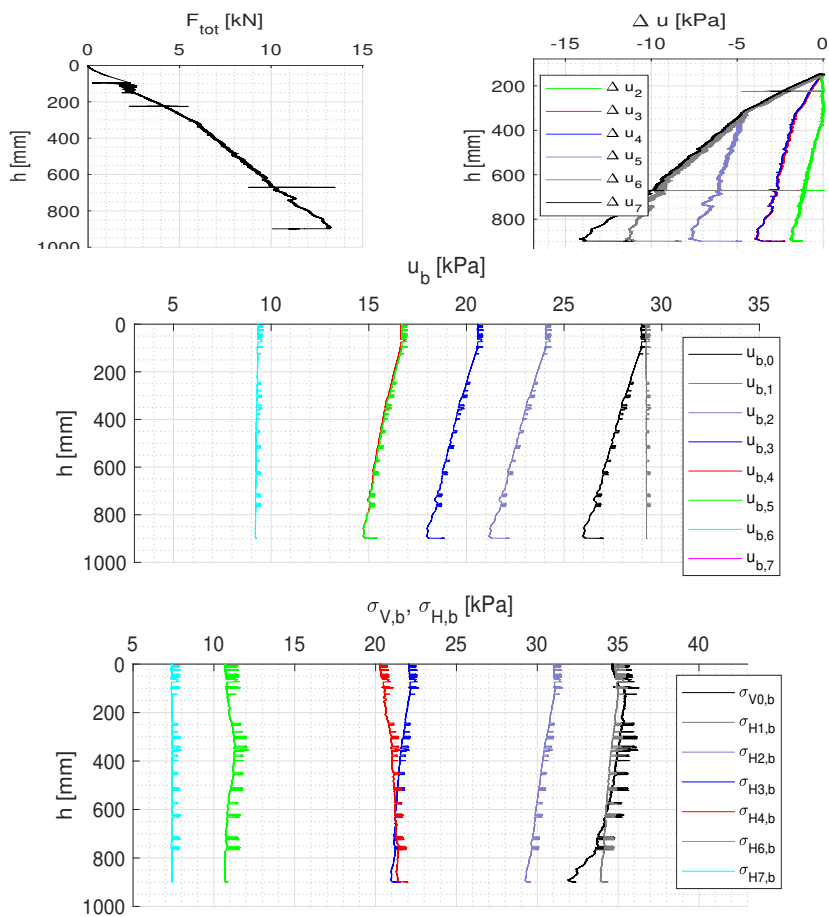 F_tot [kN]
0 5 10 15
0
200
400
600
800
1000
h [mm]
Δ u [kPa]
-15 -10 -5 0
200
400
600
800
h [mm]
Δ u_2
Δ u_3
Δ u_4
Δ u_5
Δ u_6
Δ u_7
u_b [kPa]
5 10 15 20 25 30 35
0
200
400
600
800
1000
h [mm]
u_b,0
u_b,1
u_b,2
u_b,3
u_b,4
u_b,5
u_b,6
u_b,7
σ_V,b, σ_H,b [kPa]
5 10 15 20 25 30 35 40
0
200
400
600
800
1000
h [mm]
σ_V0,b
σ_H1,b
σ_H2,b
σ_H3,b
σ_H4,b
σ_H6,b
σ_H7,b